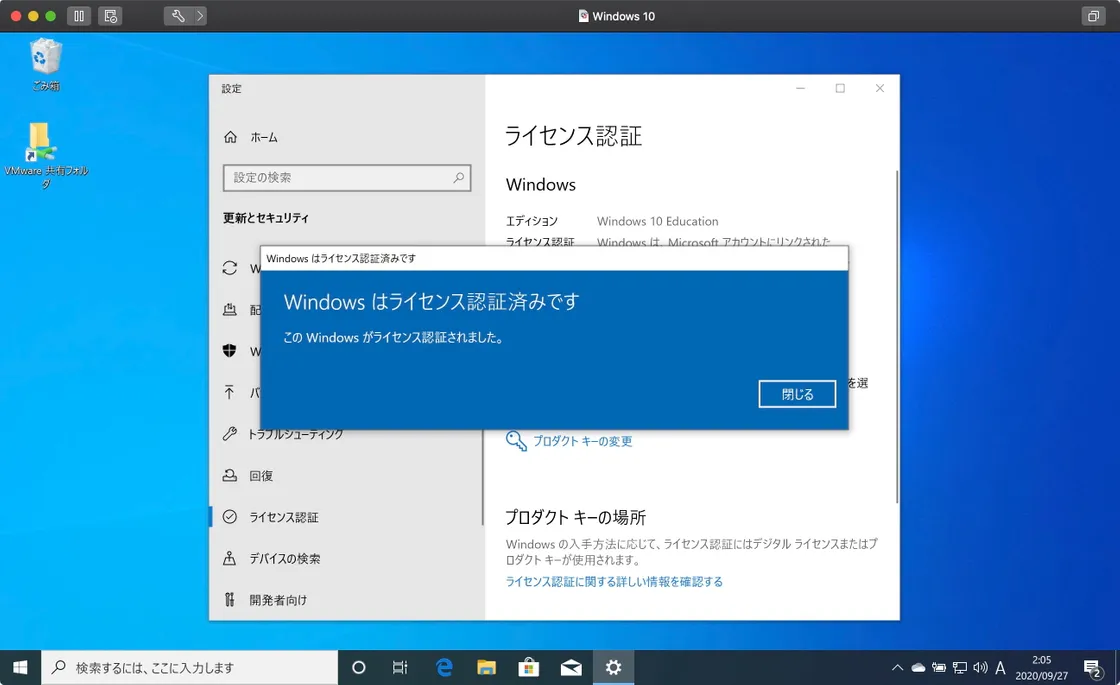 Windows 10
ごみ箱
VMware 共有フォル
ダ
設定
ホーム
設定の検索
更新とセキュリティ
W
配
W
バ
トラブルシューティング
回復
ライセンス認証
デバイスの検索
開発者向け
ライセンス認証
Windows
エディション Windows 10 Education
ライセンス認証 Windows は、Microsoft アカウントにリンクされた
Windows はライセンス認証済みです
Windows はライセンス認証済みです
この Windows がライセンス認証されました。
閉じる
を選
プロダクト キーの変更
プロダクト キーの場所
Windows の入手方法に応じて、ライセンス認証にはデジタル ライセンスまたはプ
ロダクト キーが使用されます。
ライセンス認証に関する詳しい情報を確認する
検索するには、ここに入力します
A
2:05
2020/09/27
2